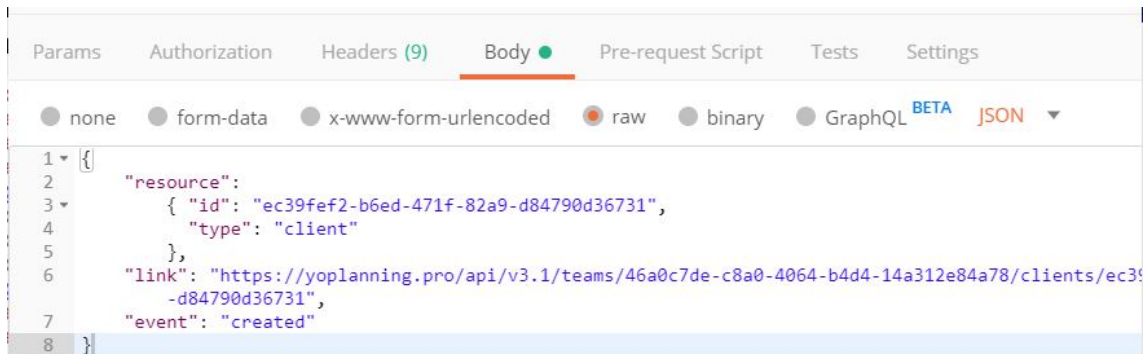 Params Authorization Headers (9) Body Pre-request Script Tests Settings
none form-data x-www-form-urlencoded raw binary GraphQL BETA JSON
1 {
2 "resource":
3 { "id": "ec39fef2-b6ed-471f-82a9-d84790d36731",
4 "type": "client"
5 },
6 "link": "https://yoplanning.pro/api/v3.1/teams/46a0c7de-c8a0-4064-b4d4-14a312e84a78/clients/ec39
-d84790d36731",
7 "event": "created"
8 }